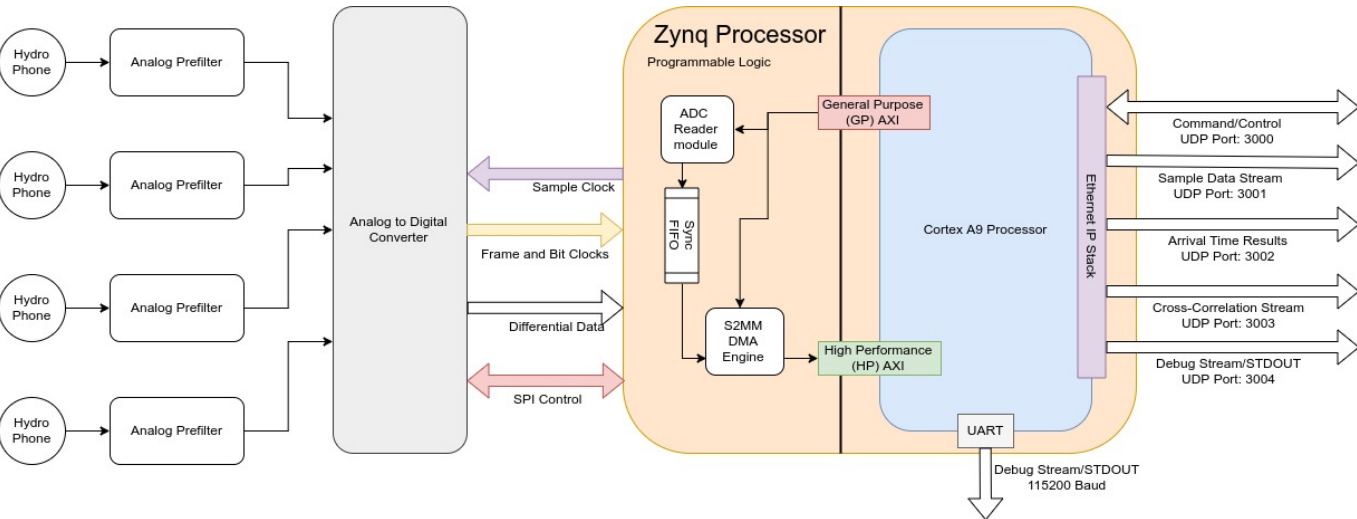 Hydro
Phone
Analog Prefilter
Hydro
Phone
Analog Prefilter
Hydro
Phone
Analog Prefilter
Hydro
Phone
Analog Prefilter
Analog to Digital
Converter
Sample Clock
Frame and Bit Clocks
Differential Data
SPI Control
Zynq Processor
Programmable Logic
ADC
Reader
module
Sync
FIFO
S2MM
DMA
Engine
General Purpose
(GP) AXI
High Performance
(HP) AXI
Cortex A9 Processor
Ethernet IP Stack
UART
Debug Stream/STDOUT
115200 Baud
Command/Control
UDP Port: 3000
Sample Data Stream
UDP Port: 3001
Arrival Time Results
UDP Port: 3002
Cross-Correlation Stream
UDP Port: 3003
Debug Stream/STDOUT
UDP Port: 3004